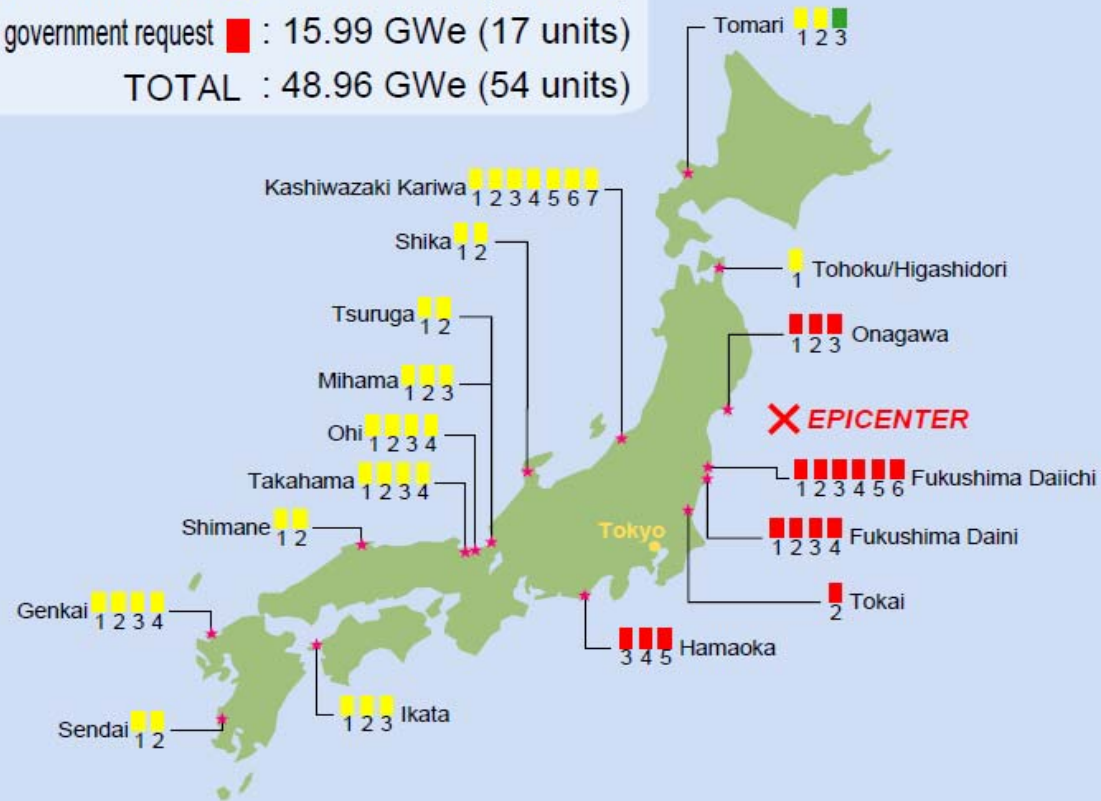 government request : 15.99 GWe (17 units)
TOTAL : 48.96 GWe (54 units)
Tomari 1 2 3
Kashiwazaki Kariwa 1 2 3 4 5 6 7
Shika 1 2
1 Tohoku/Higashidori
Tsuruga 1 2
1 2 3 Onagawa
Mihama 1 2 3
EPICENTER
Ohi 1 2 3 4
Takahama 1 2 3 4
1 2 3 4 5 6 Fukushima Daiichi
Shimane 1 2
Tokyo
1 2 3 4 Fukushima Daini
Genkai 1 2 3 4
2 Tokai
3 4 5 Hamaoka
Sendai 1 2
1 2 3 Ikata